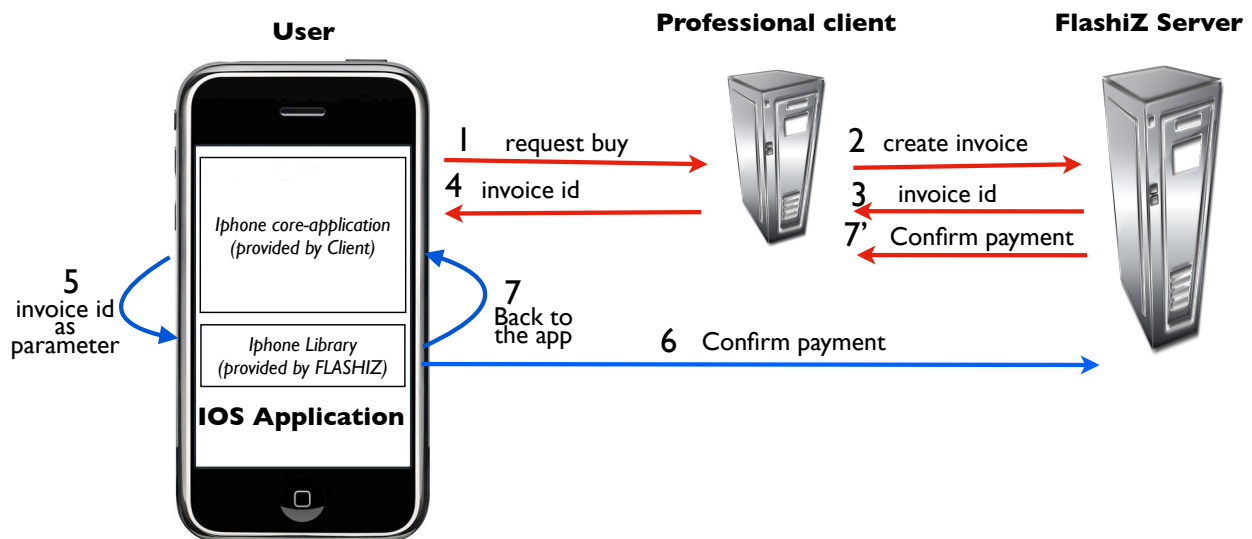 User
Professional client
FlashiZ Server
1 request buy
2 create invoice
4 invoice id
3 invoice id
7’ Confirm payment
Iphone core-application
(provided by Client)
5
invoice id
as
parameter
7
Back to
the app
6 Confirm payment
Iphone Library
(provided by FLASHIZ)
IOS Application